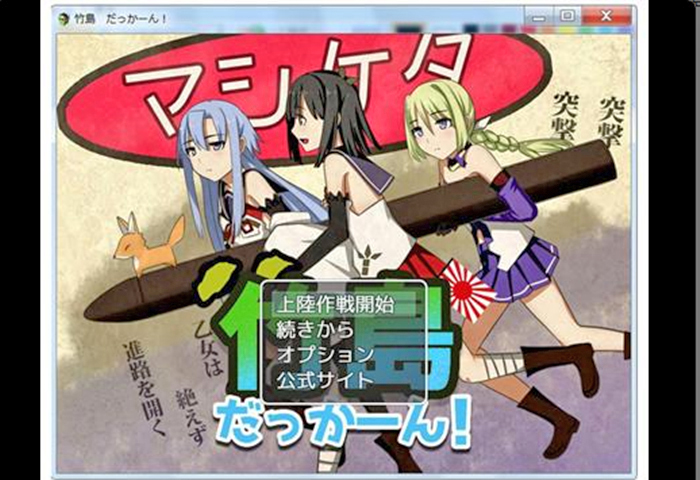 竹島 だっかーん!
マシケタ
突撃
突撃
竹島
だっかーん!
上陸作戦開始
続きから
オプション
公式サイト
乙女は
絶えず
進路を開く